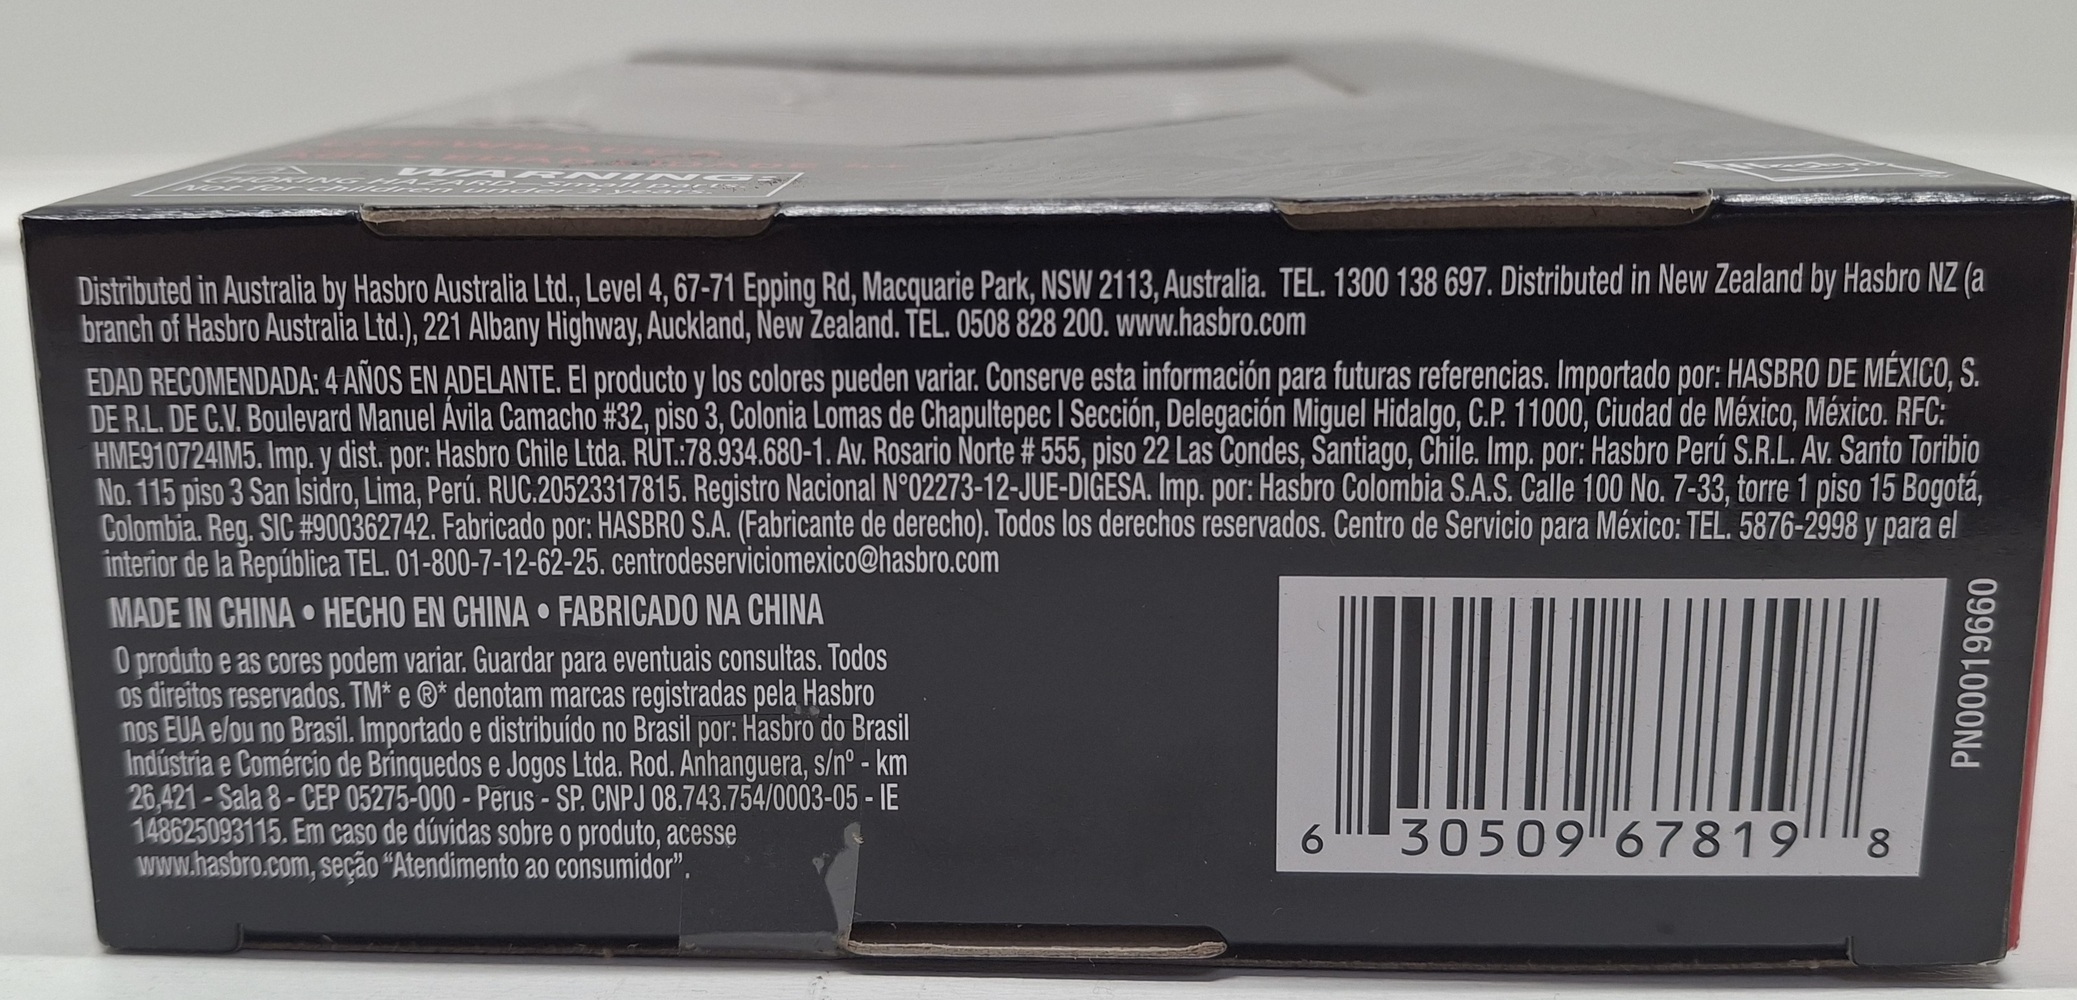 CHEWBACCA
WARNING:
CHOKING HAZARD – Small parts.
Not for children under 3 years.
Hasbro
Distributed in Australia by Hasbro Australia Ltd., Level 4, 67-71 Epping Rd, Macquarie Park, NSW 2113, Australia. TEL. 1300 138 697. Distributed in New Zealand by Hasbro NZ (a
branch of Hasbro Australia Ltd.), 221 Albany Highway, Auckland, New Zealand. TEL. 0508 828 200. www.hasbro.com
EDAD RECOMENDADA: 4 AÑOS EN ADELANTE. El producto y los colores pueden variar. Conserve esta información para futuras referencias. Importado por: HASBRO DE MÉXICO, S.
DE R.L. DE C.V. Boulevard Manuel Ávila Camacho #32, piso 3, Colonia Lomas de Chapultepec I Sección, Delegación Miguel Hidalgo, C.P. 11000, Ciudad de México, México. RFC:
HME910724IM5. Imp. y dist. por: Hasbro Chile Ltda. RUT.:78.934.680-1. Av. Rosario Norte # 555, piso 22 Las Condes, Santiago, Chile. Imp. por: Hasbro Perú S.R.L. Av. Santo Toribio
No. 115 piso 3 San Isidro, Lima, Perú. RUC.20523317815. Registro Nacional N°02273-12-JUE-DIGESA. Imp. por: Hasbro Colombia S.A.S. Calle 100 No. 7-33, torre 1 piso 15 Bogotá,
Colombia. Reg. SIC #900362742. Fabricado por: HASBRO S.A. (Fabricante de derecho). Todos los derechos reservados. Centro de Servicio para México: TEL. 5876-2998 y para el
interior de la República TEL. 01-800-7-12-62-25. centrodeserviciomexico@hasbro.com
MADE IN CHINA • HECHO EN CHINA • FABRICADO NA CHINA
O produto e as cores podem variar. Guardar para eventuais consultas. Todos
os direitos reservados. TM* e ®* denotam marcas registradas pela Hasbro
nos EUA e/ou no Brasil. Importado e distribuído no Brasil por: Hasbro do Brasil
Indústria e Comércio de Brinquedos e Jogos Ltda. Rod. Anhanguera, s/nº - km
26,421 - Sala 8 - CEP 05275-000 - Perus - SP. CNPJ 08.743.754/0003-05 - IE
148625093115. Em caso de dúvidas sobre o produto, acesse
www.hasbro.com, seção “Atendimento ao consumidor”.
6 30509 67819 8
PN00019660